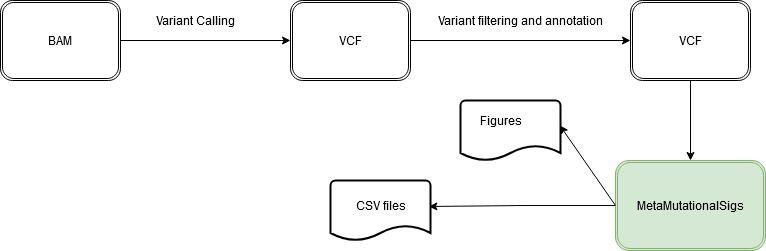 Variant Calling
Variant filtering and annotation
BAM
VCF
VCF
Figures
CSV files
MetaMutationalSigs